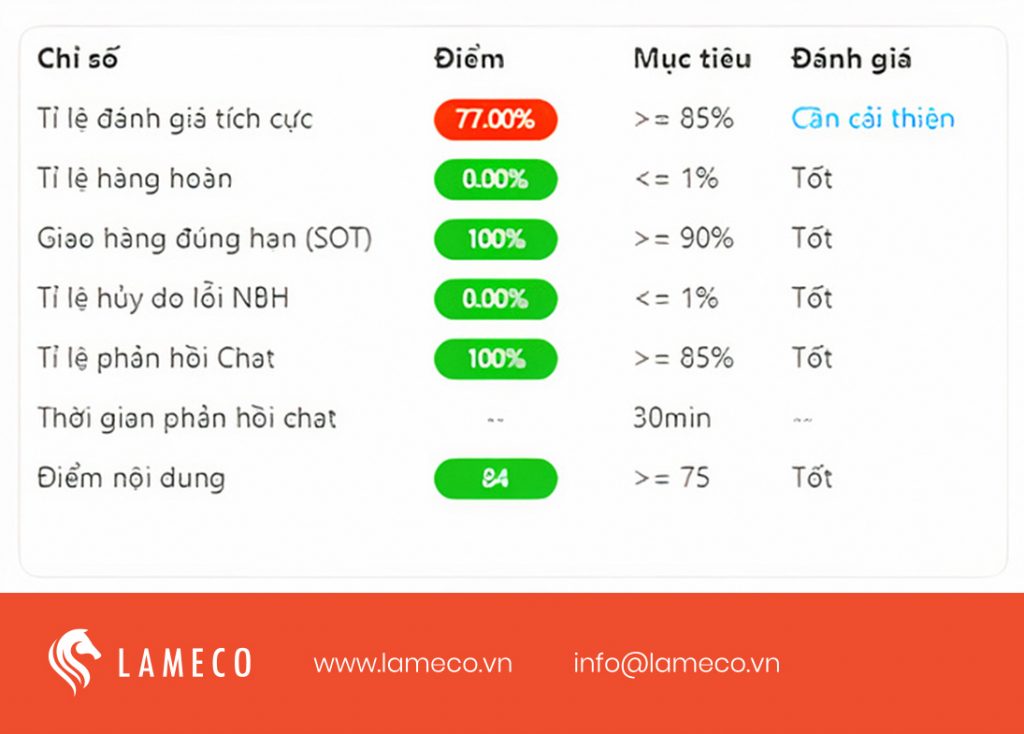 Chỉ số Điểm Mục tiêu Đánh giá
Tỉ lệ đánh giá tích cực 77.00% >= 85% Cần cải thiện
Tỉ lệ hàng hoàn 0.00% <= 1% Tốt
Giao hàng đúng hạn (SOT) 100% >= 90% Tốt
Tỉ lệ hủy do lỗi NBH 0.00% <= 1% Tốt
Tỉ lệ phản hồi Chat 100% >= 85% Tốt
Thời gian phản hồi chat -- 30min --
Điểm nội dung 84 >= 75 Tốt
LAMECO www.lameco.vn info@lameco.vn